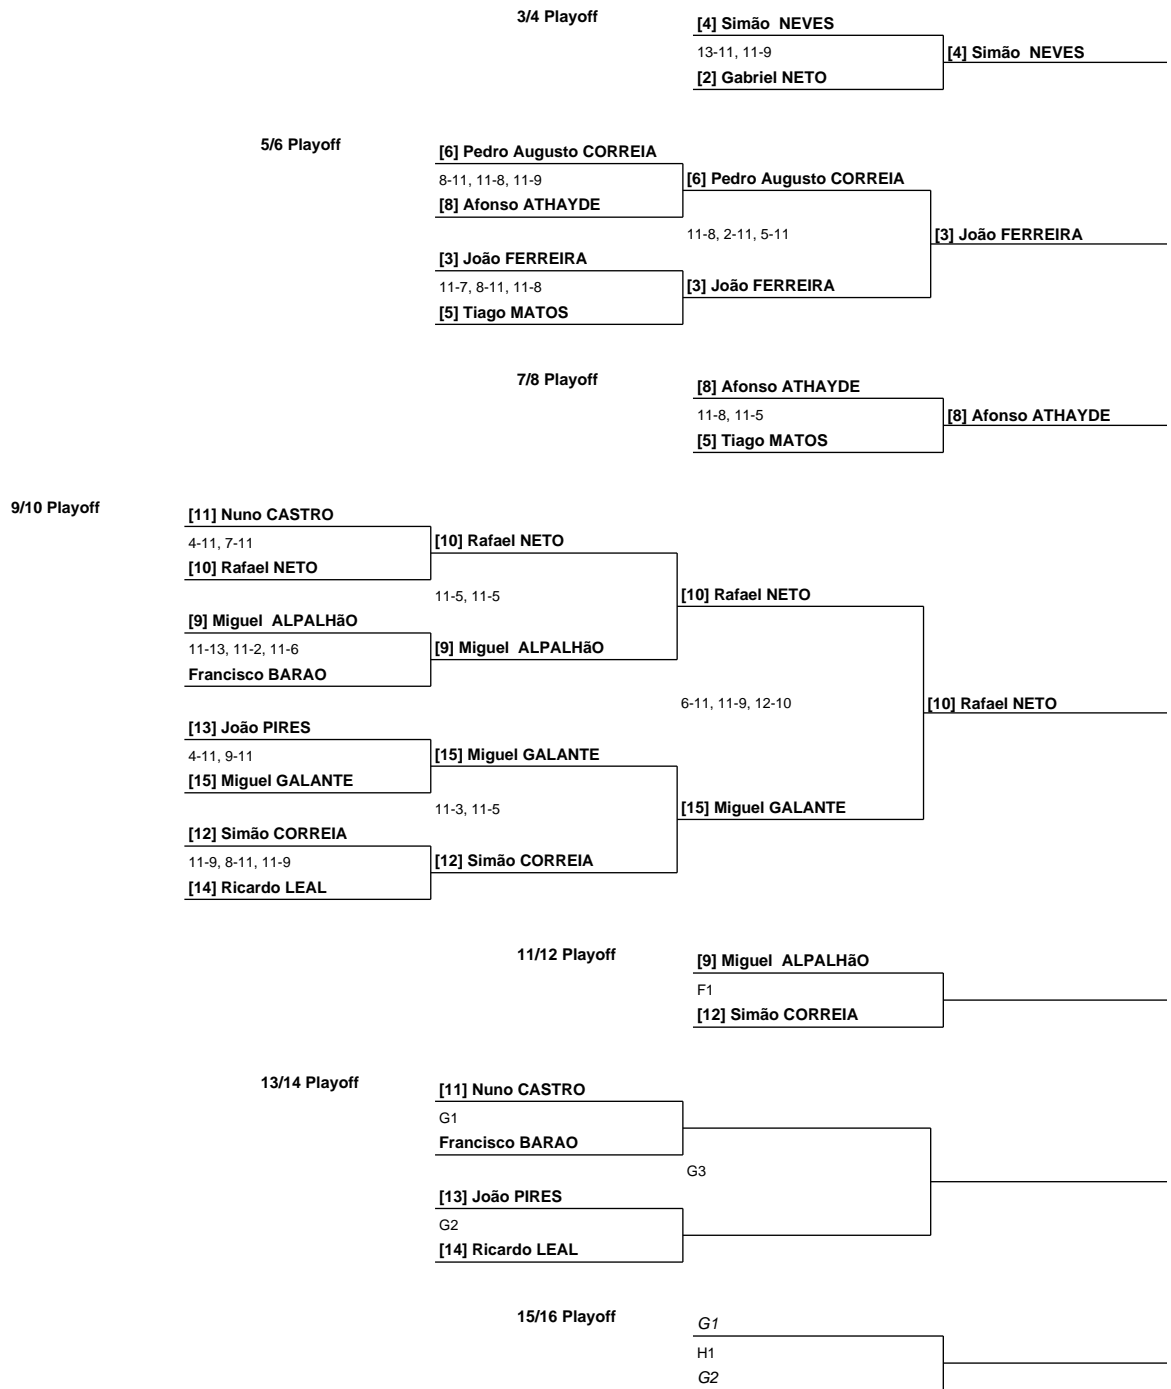 3/4 Playoff
[4] Simão  NEVES
13-11, 11-9
[4] Simão  NEVES
[2] Gabriel NETO
5/6 Playoff
[6] Pedro Augusto CORREIA
8-11, 11-8, 11-9
[6] Pedro Augusto CORREIA
[8] Afonso ATHAYDE
11-8, 2-11, 5-11
[3] João FERREIRA
[3] João FERREIRA
11-7, 8-11, 11-8
[3] João FERREIRA
[5] Tiago MATOS
7/8 Playoff
[8] Afonso ATHAYDE
11-8, 11-5
[8] Afonso ATHAYDE
[5] Tiago MATOS
9/10 Playoff
[11] Nuno CASTRO
4-11, 7-11
[10] Rafael NETO
[10] Rafael NETO
11-5, 11-5
[10] Rafael NETO
[9] Miguel  ALPALHãO
11-13, 11-2, 11-6
[9] Miguel  ALPALHãO
Francisco BARAO
6-11, 11-9, 12-10
[10] Rafael NETO
[13] João PIRES
4-11, 9-11
[15] Miguel GALANTE
[15] Miguel GALANTE
11-3, 11-5
[15] Miguel GALANTE
[12] Simão CORREIA
11-9, 8-11, 11-9
[12] Simão CORREIA
[14] Ricardo LEAL
11/12 Playoff
[9] Miguel  ALPALHãO
F1
[12] Simão CORREIA
13/14 Playoff
[11] Nuno CASTRO
G1
Francisco BARAO
G3
[13] João PIRES
G2
[14] Ricardo LEAL
15/16 Playoff
G1
H1
G2